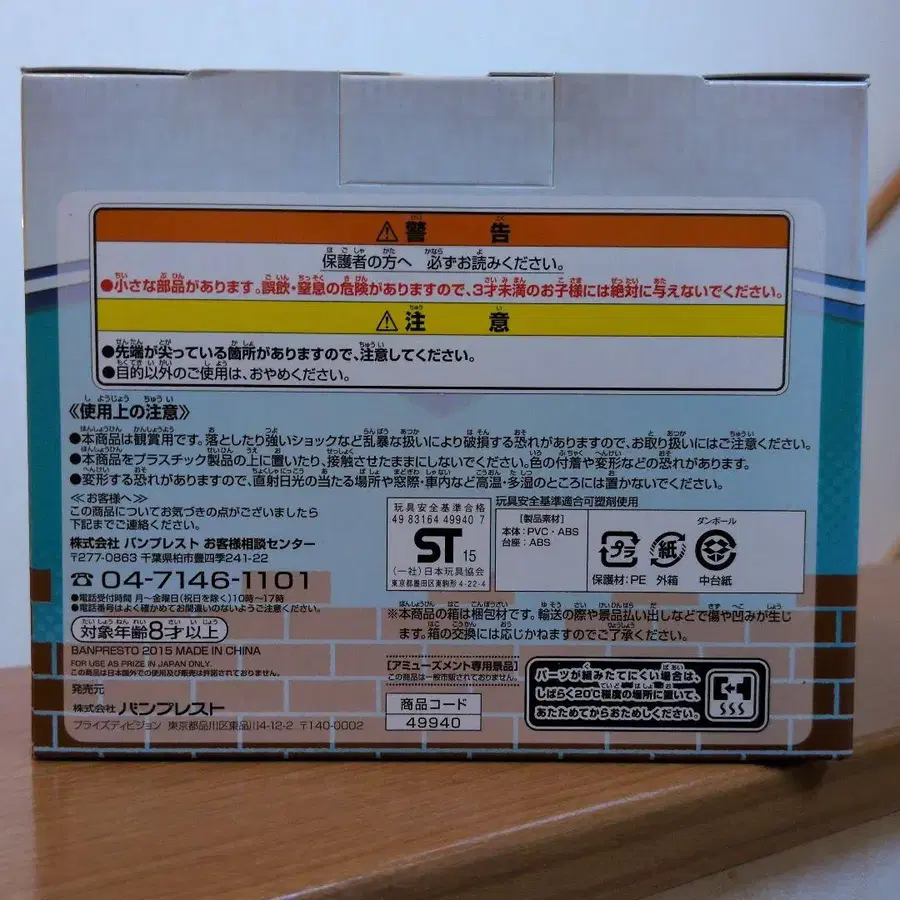 ⚠警告
保護者の方へ 必ずお読みください。
●小さな部品があります。誤飲・窒息の危険がありますので、3才未満のお子様には絶対に与えないでください。
⚠注意
●先端が尖っている箇所がありますので、注意してください。
●目的以外のご使用は、おやめください。
《使用上の注意》
●本商品は観賞用です。落としたり強いショックなど乱暴な扱いにより破損する恐れがありますので、お取り扱いにはご注意ください。
●本商品をプラスチック製品の上に置いたり、接触させたままにしないでください。色の付着や変形などの恐れがあります。
●変形する恐れがありますので、直射日光の当たる場所や窓際・車内など高温・多湿のところには置かないでください。
≪お客様へ≫
この商品についてお気づきの点がございましたら
下記までご連絡ください。
株式会社 バンプレスト お客様相談センター
〒277-0863 千葉県柏市豊四季241-22
☎04-7146-1101
●電話受付時間 月〜金曜日(祝日を除く)10時〜17時
●電話番号はよく確かめてお間違いのないようご注意ください。
対象年齢8才以上
BANPRESTO 2015 MADE IN CHINA
FOR USE AS PRIZE IN JAPAN ONLY.
この商品は日本国外での使用及び販売は許諾されておりません。
発売元
株式会社 バンプレスト
プライズディビジョン 東京都品川区東品川4-12-2 〒140-0002
玩具安全基準合格
49 83164 49940 7
ST 15
(一社)日本玩具協会
東京都墨田区東駒形4-22-4
玩具安全基準適合可塑剤使用
[製品素材]
本体:PVC・ABS
台座:ABS
プラ
保護材:PE
紙
外箱
ダンボール
中台紙
※本商品の箱は梱包材です。輸送の際や景品払い出しなどで傷や凹みが生じ
ます。箱の交換には応じかねますのでご了承ください。
[アミューズメント専用景品]
この商品は一般市販されておりません。
商品コード
49940
パーツが組みたてにくい場合は、
しばらく20℃程度の場所に置いて、
あたためてからおためしください。